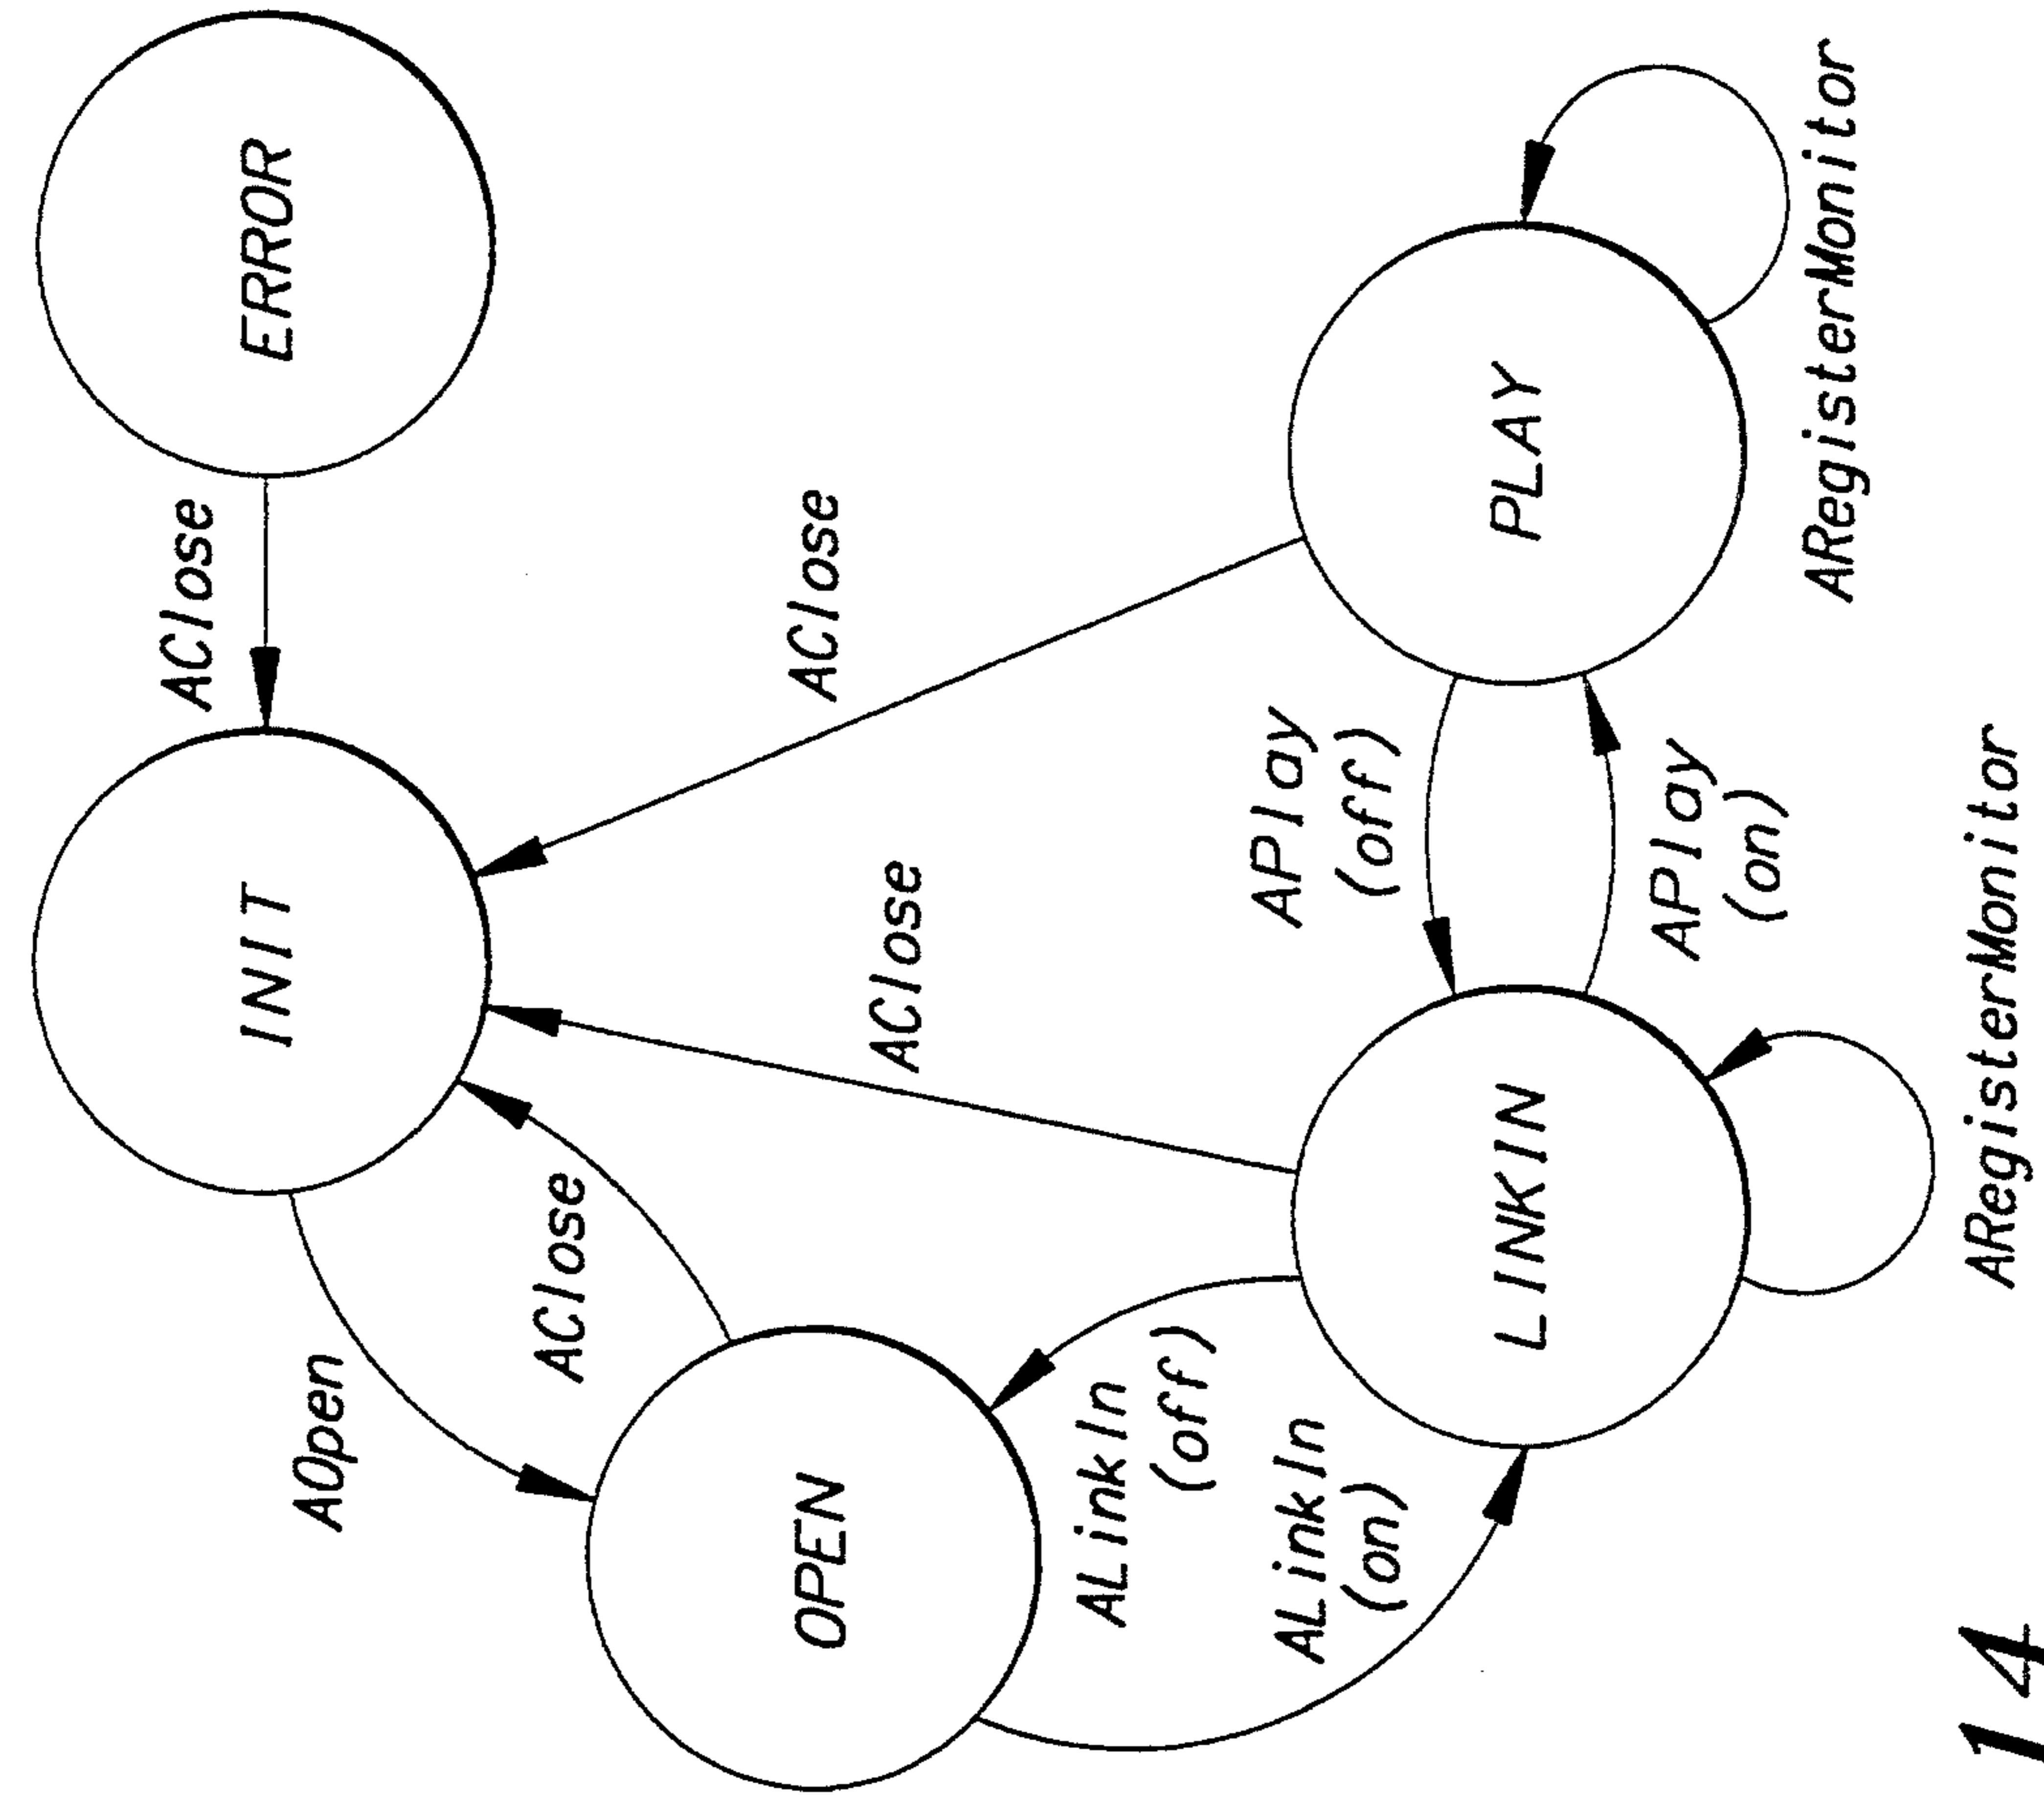 ERROR
AClose
INIT
AOpen
AClose
AClose
AClose
OPEN
ALinkIn
(off)
ALinkIn
(on)
APlay
(off)
APlay
(on)
PLAY
LINKIN
ARegisterMonitor
ARegisterMonitor
14